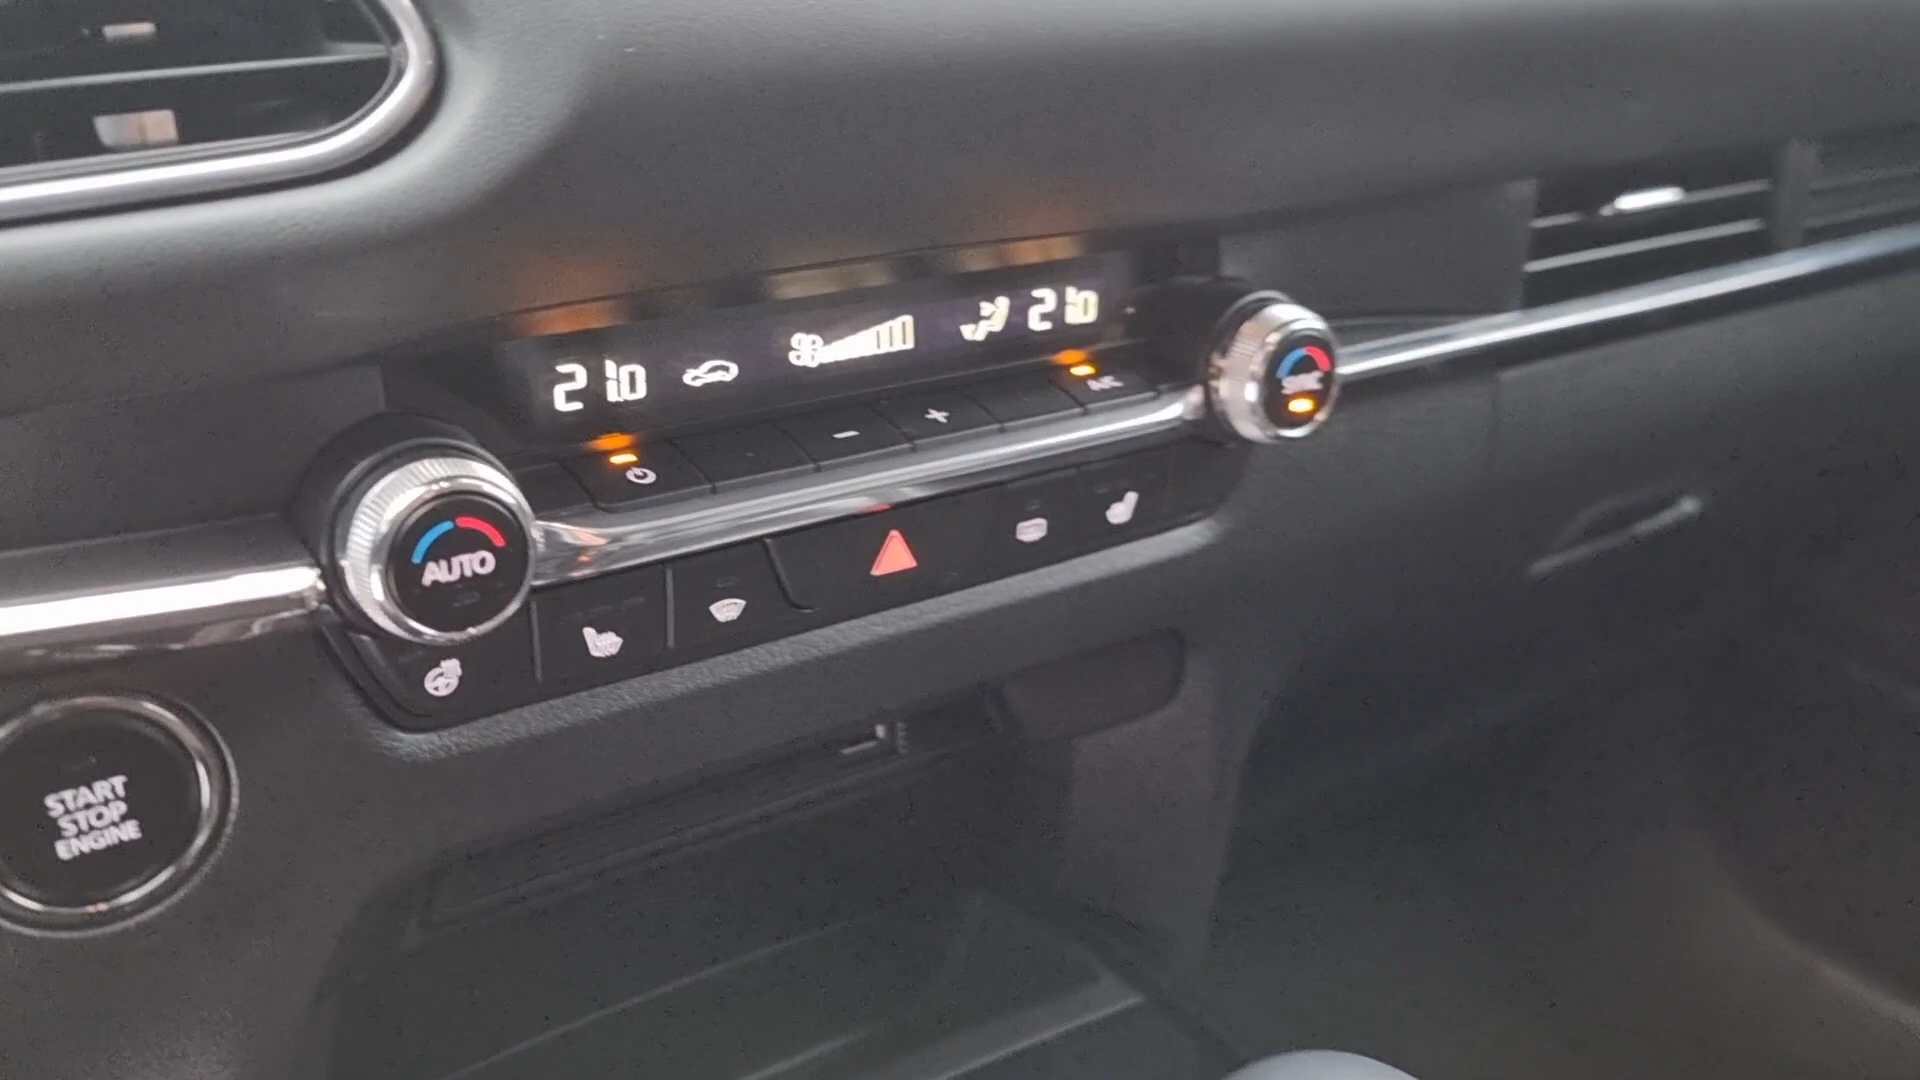 21.0
21.0
A/C
SYNC
AUTO
START
STOP
ENGINE